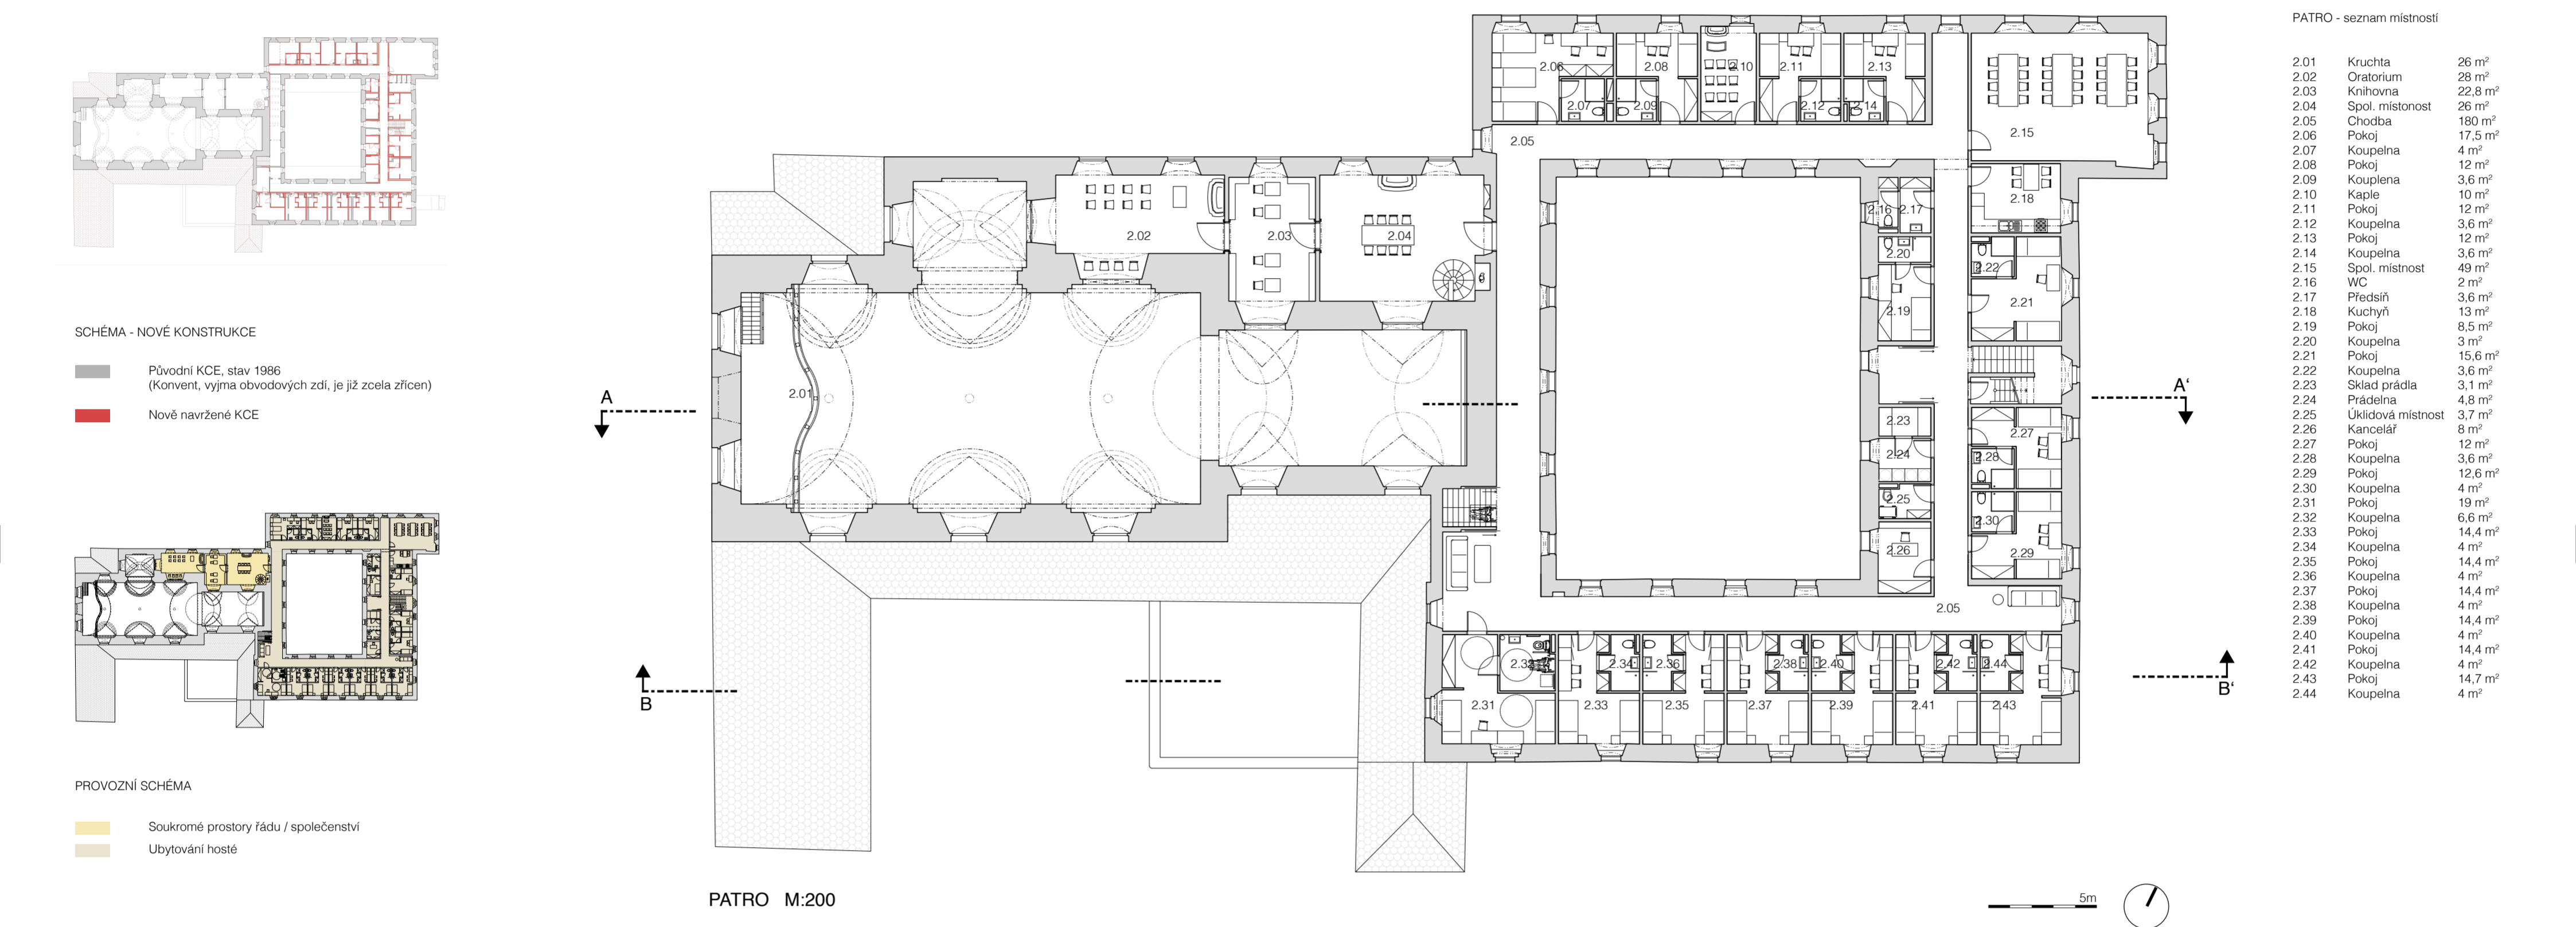 SCHÉMA - NOVÉ KONSTRUKCE
Původní KCE, stav 1986
(Konvent, vyjma obvodových zdí, je již zcela zřícen)
Nově navržené KCE
PROVOZNÍ SCHÉMA
Soukromé prostory řádu / společenství
Ubytování hosté
2.06
2.08
2.10
2.11
2.13
2.07
2.09
2.12
2.14
2.05
2.15
2.16
2.17
2.18
2.02
2.03
2.04
2.20
2.22
2.19
2.21
2.01
A
A'
2.23
2.27
2.24
2.28
2.25
2.30
2.26
2.29
2.05
2.32
2.34
2.36
2.38
2.40
2.42
2.44
2.31
2.33
2.35
2.37
2.39
2.41
2.43
B
B'
PATRO M:200
5m
PATRO - seznam místností
2.01 Kruchta 26 m²
2.02 Oratorium 28 m²
2.03 Knihovna 22,8 m²
2.04 Spol. místonost 26 m²
2.05 Chodba 180 m²
2.06 Pokoj 17,5 m²
2.07 Koupelna 4 m²
2.08 Pokoj 12 m²
2.09 Kouplena 3,6 m²
2.10 Kaple 10 m²
2.11 Pokoj 12 m²
2.12 Koupelna 3,6 m²
2.13 Pokoj 12 m²
2.14 Koupelna 3,6 m²
2.15 Spol. místnost 49 m²
2.16 WC 2 m²
2.17 Předsíň 3,6 m²
2.18 Kuchyň 13 m²
2.19 Pokoj 8,5 m²
2.20 Koupelna 3 m²
2.21 Pokoj 15,6 m²
2.22 Koupelna 3,6 m²
2.23 Sklad prádla 3,1 m²
2.24 Prádelna 4,8 m²
2.25 Úklidová místnost 3,7 m²
2.26 Kancelář 8 m²
2.27 Pokoj 12 m²
2.28 Koupelna 3,6 m²
2.29 Pokoj 12,6 m²
2.30 Koupelna 4 m²
2.31 Pokoj 19 m²
2.32 Koupelna 6,6 m²
2.33 Pokoj 14,4 m²
2.34 Koupelna 4 m²
2.35 Pokoj 14,4 m²
2.36 Koupelna 4 m²
2.37 Pokoj 14,4 m²
2.38 Koupelna 4 m²
2.39 Pokoj 14,4 m²
2.40 Koupelna 4 m²
2.41 Pokoj 14,4 m²
2.42 Koupelna 4 m²
2.43 Pokoj 14,7 m²
2.44 Koupelna 4 m²